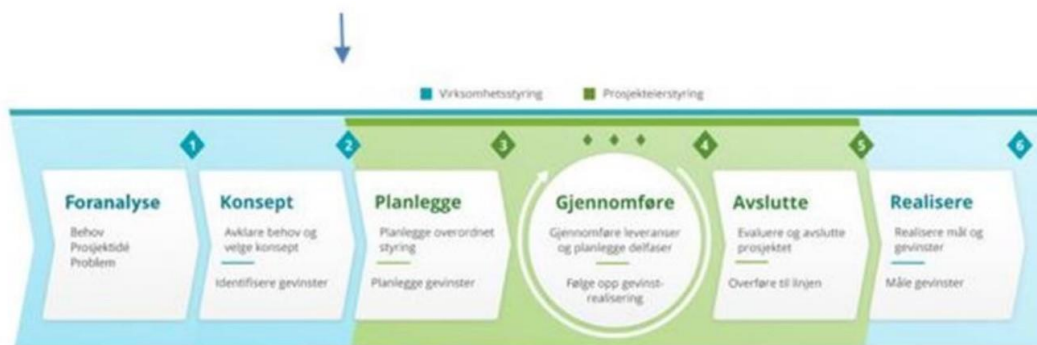 Virksomhetsstyring
Prosjekteierstyring
1
2
3
4
5
6
Foranalyse
Behov
Prosjektidé
Problem
Konsept
Avklare behov og
velge konsept
Identifisere gevinster
Planlegge
Planlegge overordnet
styring
Planlegge gevinster
Gjennomføre
Gjennomføre leveranser
og planlegge delfaser
Følge opp gevinst-
realisering
Avslutte
Evaluere og avslutte
prosjektet
Overføre til linjen
Realisere
Realisere mål og
gevinster
Måle gevinster